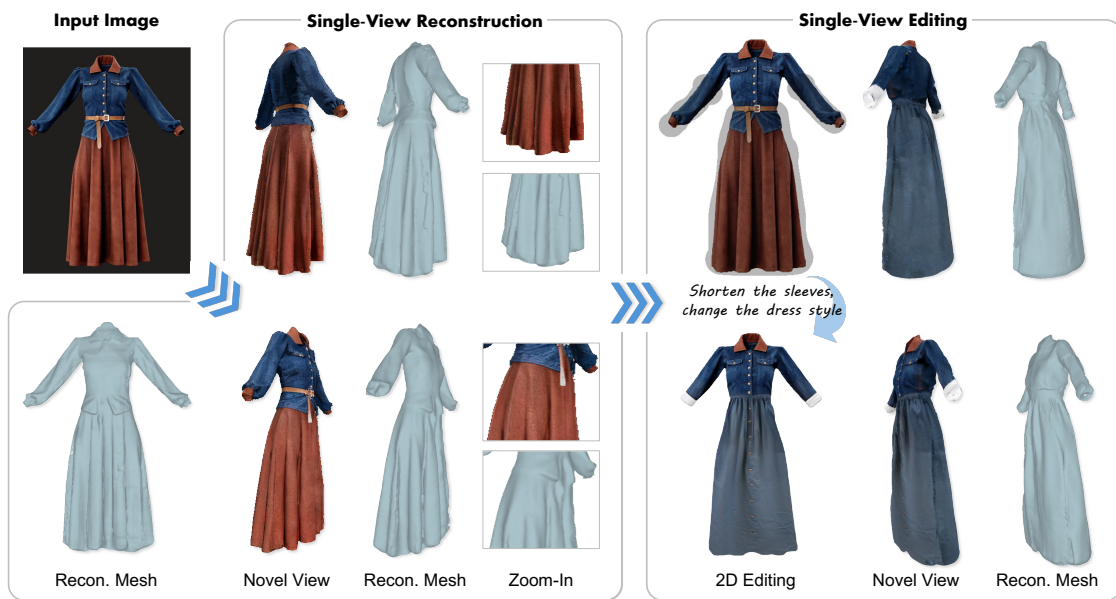 Input Image
Single-View Reconstruction
Single-View Editing
Shorten the sleeves,
change the dress style
Recon. Mesh
Novel View
Recon. Mesh
Zoom-In
2D Editing
Novel View
Recon. Mesh